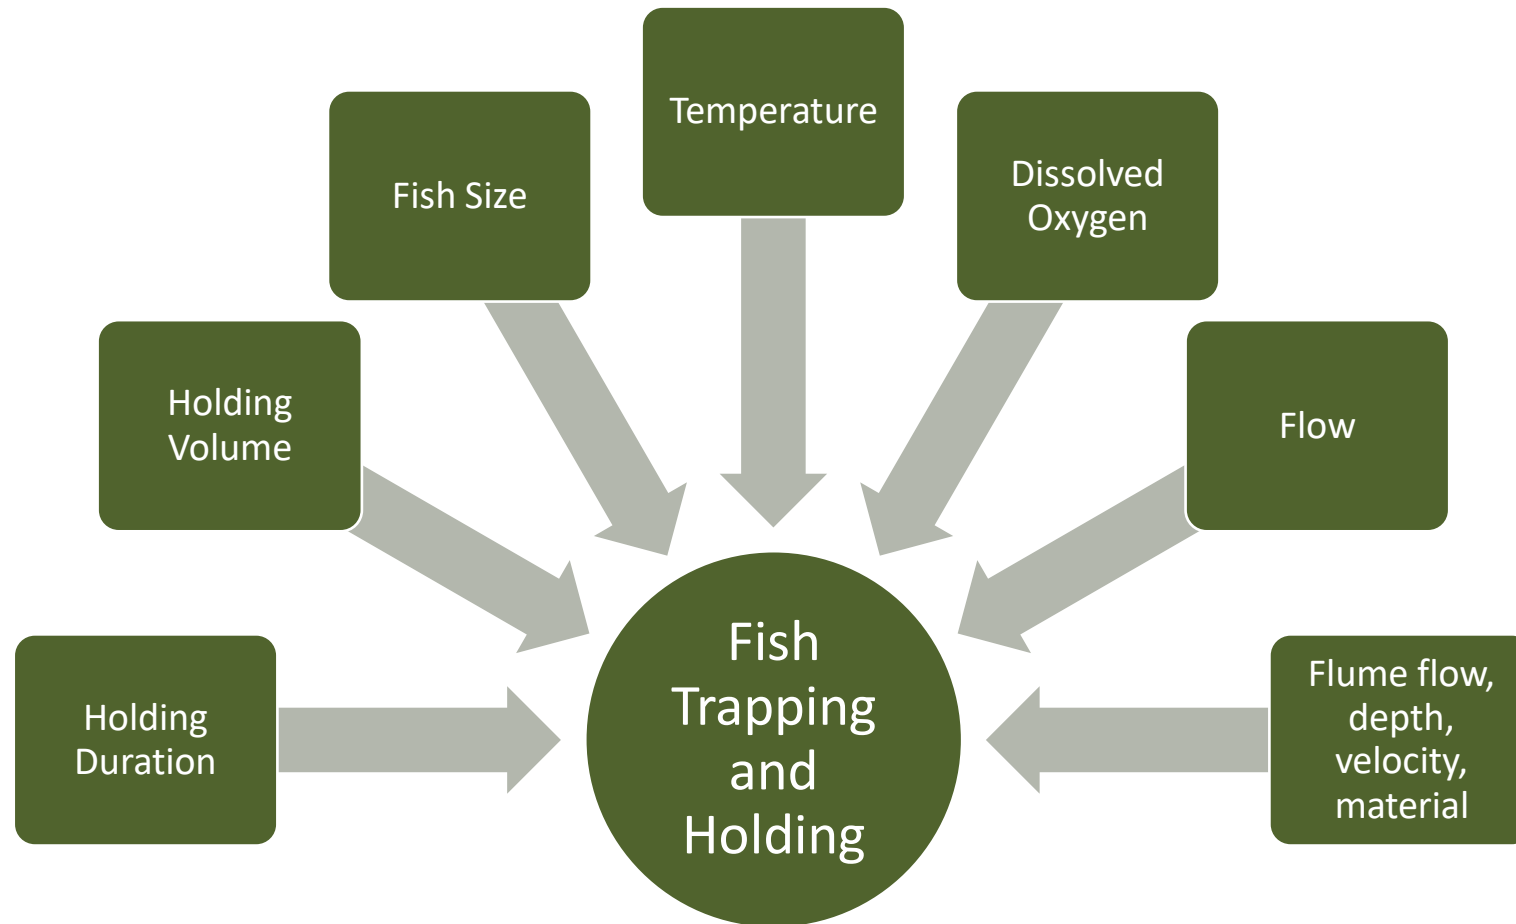 Temperature
Fish Size
Dissolved
Oxygen
Holding
Volume
Flow
Holding
Duration
Fish
Trapping
and
Holding
Flume flow,
depth,
velocity,
material